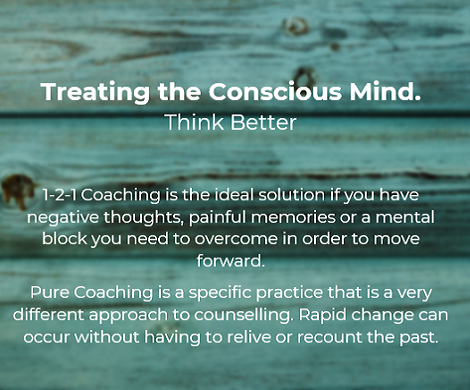 Treating the Conscious Mind.
Think Better
1-2-1 Coaching is the ideal solution if you have
negative thoughts, painful memories or a mental
block you need to overcome in order to move
forward.
Pure Coaching is a specific practice that is a very
different approach to counselling. Rapid change can
occur without having to relive or recount the past.